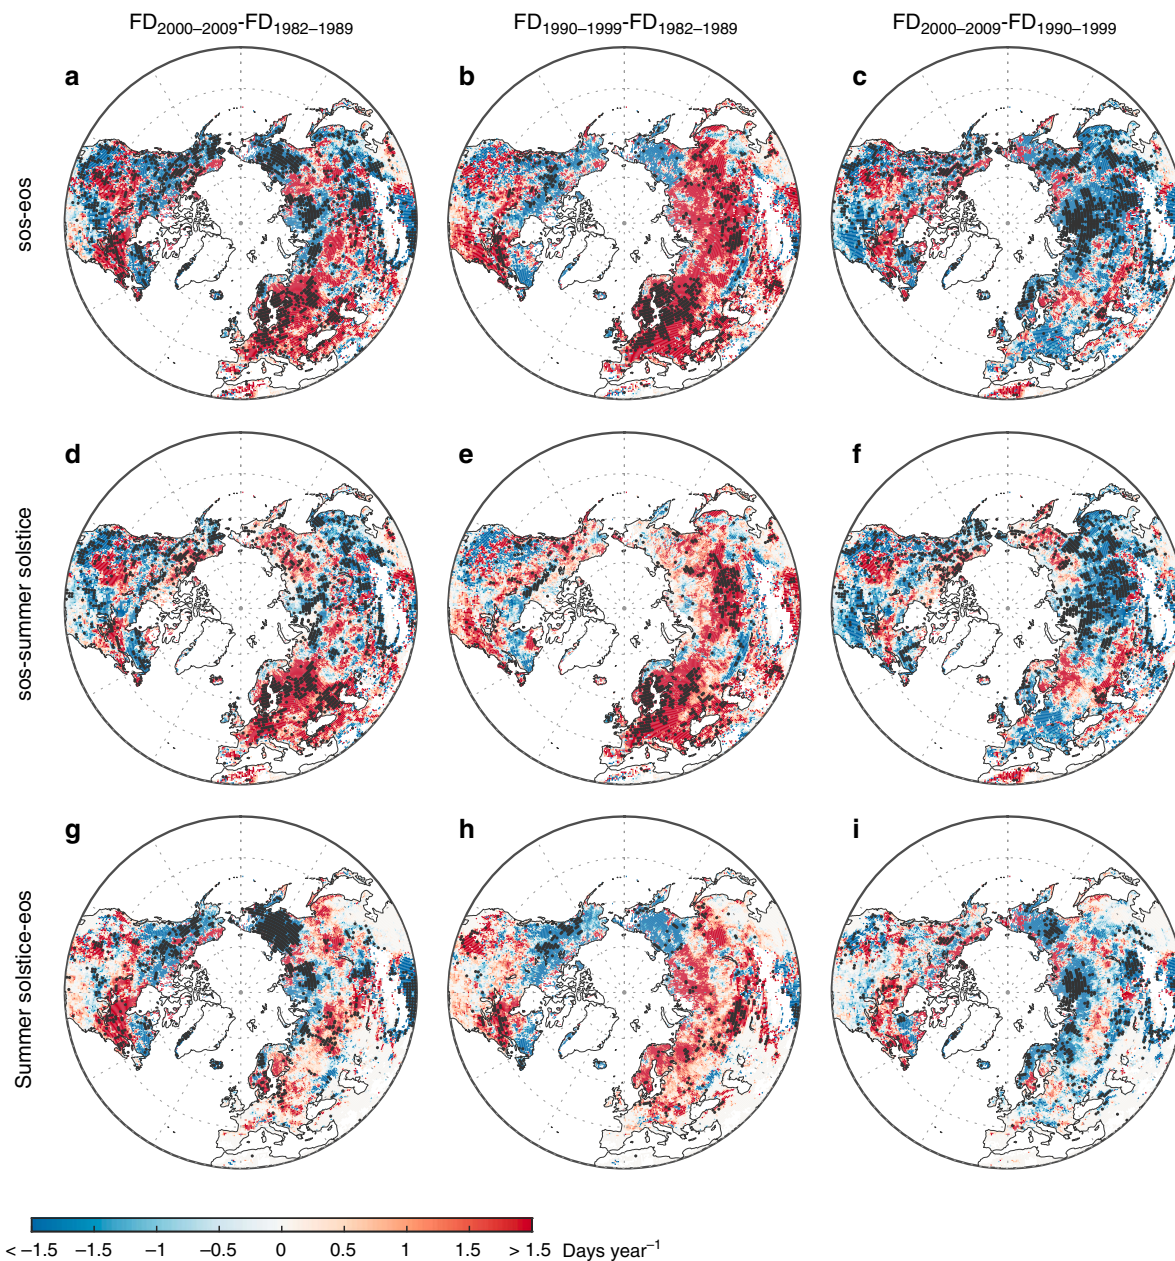 FD2000–2009-FD1982–1989
FD1990–1999-FD1982–1989
FD2000–2009-FD1990–1999
a
b
c
sos-eos
d
e
f
sos-summer solstice
g
h
i
Summer solstice-eos
< −1.5 −1.5 −1 −0.5 0 0.5 1 1.5 > 1.5 Days year−1